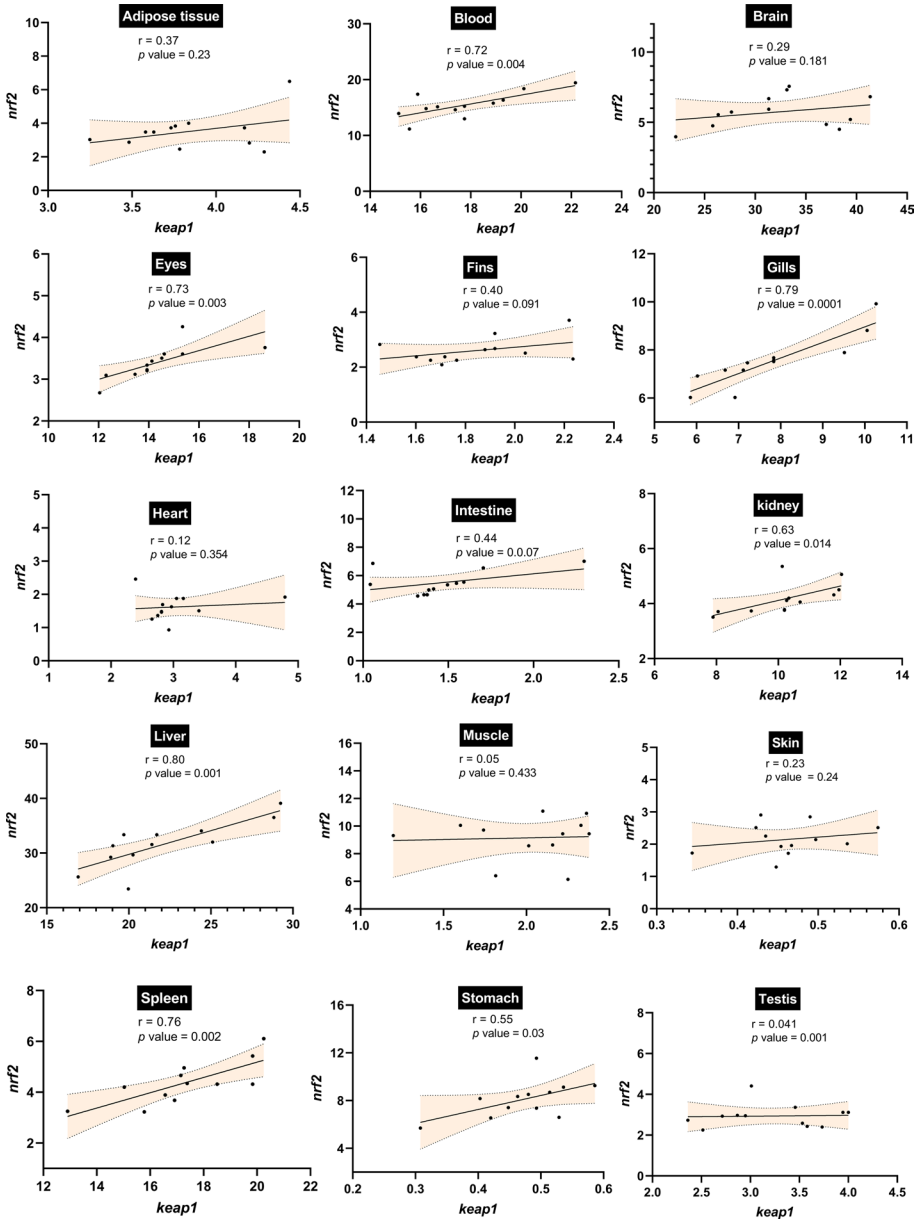 Adipose tissue
r = 0.37
p value = 0.23
nrf2
10
8
6
4
2
0
3.0 3.5 4.0 4.5
keap1
Blood
r = 0.72
p value = 0.004
nrf2
30
20
10
0
14 16 18 20 22 24
keap1
Brain
r = 0.29
p value = 0.181
nrf2
10
8
6
4
2
0
20 25 30 35 40 45
keap1
Eyes
r = 0.73
p value = 0.003
nrf2
6
5
4
3
2
10 12 14 16 18 20
keap1
Fins
r = 0.40
p value = 0.091
nrf2
6
4
2
0
1.4 1.6 1.8 2.0 2.2 2.4
keap1
Gills
r = 0.79
p value = 0.0001
nrf2
12
10
8
6
4
5 6 7 8 9 10 11
keap1
Heart
r = 0.12
p value = 0.354
nrf2
5
4
3
2
1
0
1 2 3 4 5
keap1
Intestine
r = 0.44
p value = 0.0.07
nrf2
12
10
8
6
4
2
0
1.0 1.5 2.0 2.5
keap1
kidney
r = 0.63
p value = 0.014
nrf2
8
6
4
2
6 8 10 12 14
keap1
Liver
r = 0.80
p value = 0.001
nrf2
50
40
30
20
15 20 25 30
keap1
Muscle
r = 0.05
p value = 0.433
nrf2
16
14
12
10
8
6
4
1.0 1.5 2.0 2.5
keap1
Skin
r = 0.23
p value = 0.24
nrf2
5
4
3
2
1
0.3 0.4 0.5 0.6
keap1
Spleen
r = 0.76
p value = 0.002
nrf2
8
6
4
2
12 14 16 18 20 22
keap1
Stomach
r = 0.55
p value = 0.03
nrf2
16
12
8
4
0.2 0.3 0.4 0.5 0.6
keap1
Testis
r = 0.041
p value = 0.001
nrf2
8
6
4
2
0
2.0 2.5 3.0 3.5 4.0 4.5
keap1